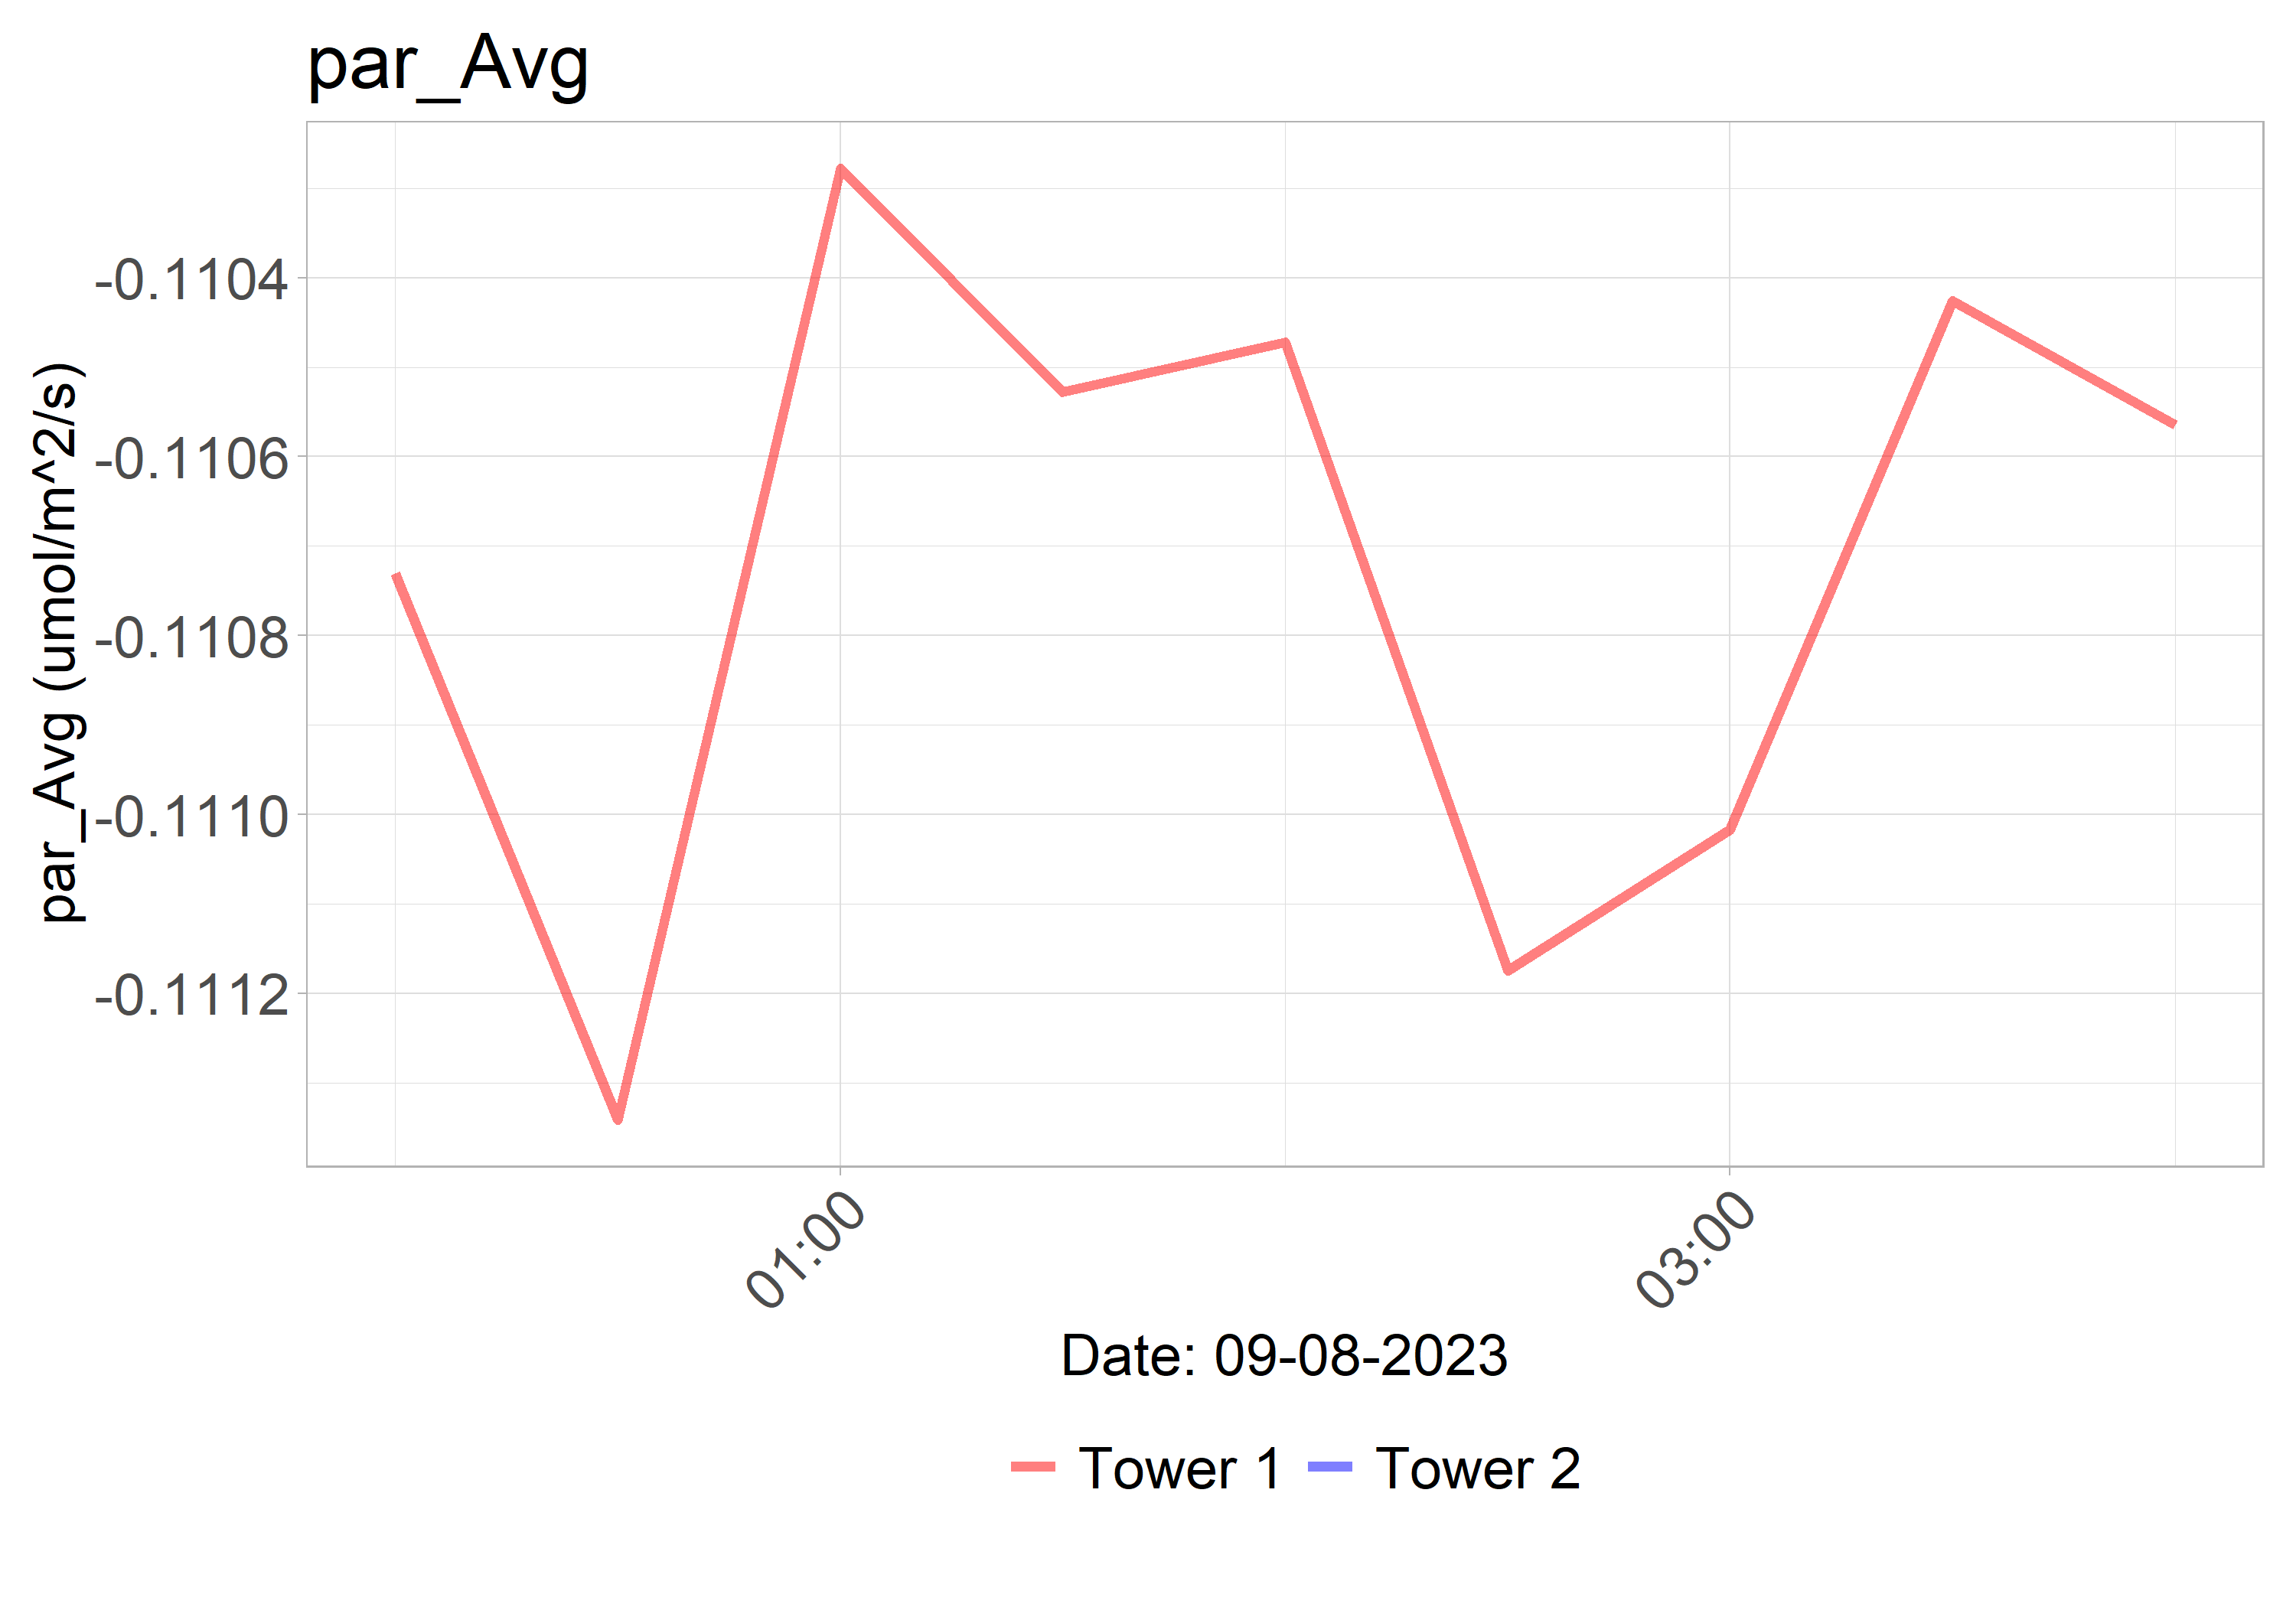 par_Avg
par_Avg (umol/m^2/s)
-0.1104
-0.1106
-0.1108
-0.1110
-0.1112
01:00
03:00
Date: 09-08-2023
Tower 1
Tower 2